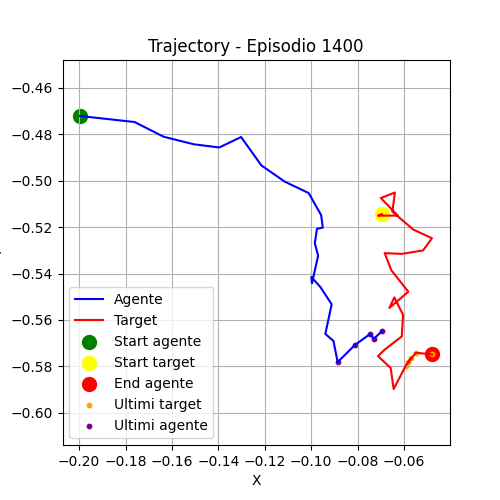 Trajectory - Episodio 1400
−0.46
−0.48
−0.50
−0.52
−0.54
−0.56
−0.58
−0.60
Agente
Target
Start agente
Start target
End agente
Ultimi target
Ultimi agente
−0.20 −0.18 −0.16 −0.14 −0.12 −0.10 −0.08 −0.06
X